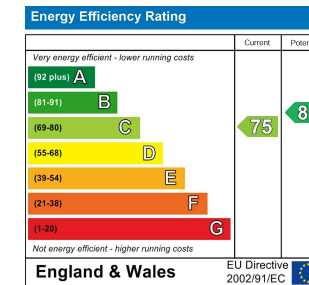 Energy Efficiency Rating
Current
Very energy efficient - lower running costs
(92 plus) A
(81-91) B
(69-80) C
75
(55-68) D
(39-54) E
(21-38) F
(1-20) G
Not energy efficient - higher running costs
England & Wales
EU Directive
2002/91/EC